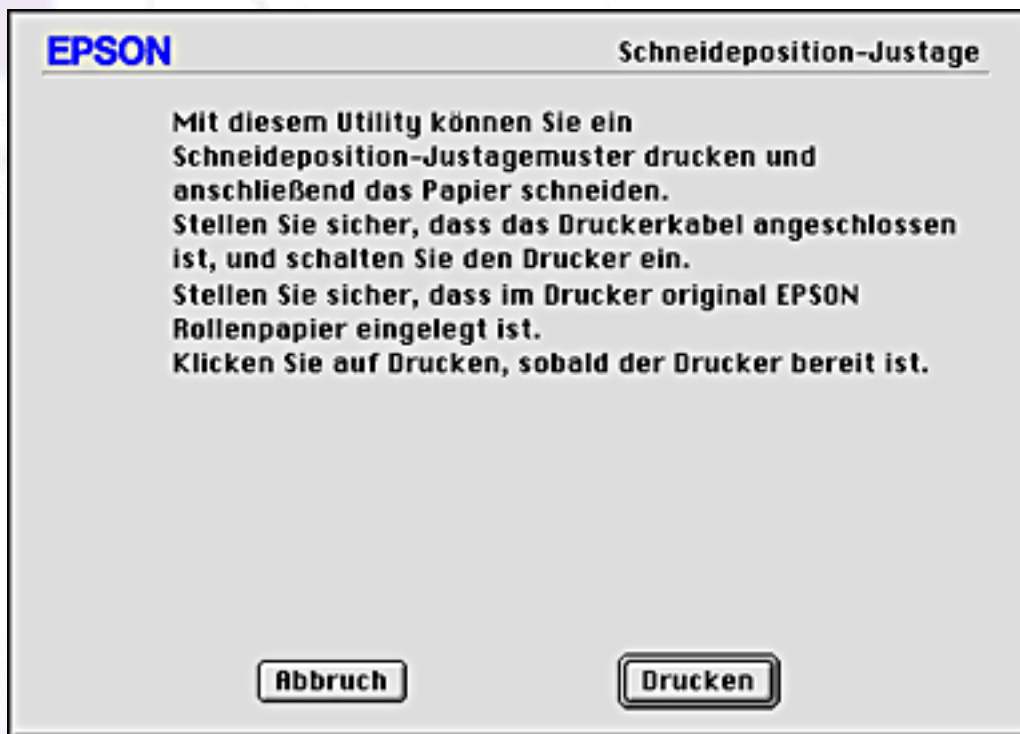 EPSON
Schneideposition-Justage
Mit diesem Utility können Sie ein
Schneideposition-Justagemuster drucken und
anschließend das Papier schneiden.
Stellen Sie sicher, dass das Druckerkabel angeschlossen
ist, und schalten Sie den Drucker ein.
Stellen Sie sicher, dass im Drucker original EPSON
Rollenpapier eingelegt ist.
Klicken Sie auf Drucken, sobald der Drucker bereit ist.
Abbruch
Drucken